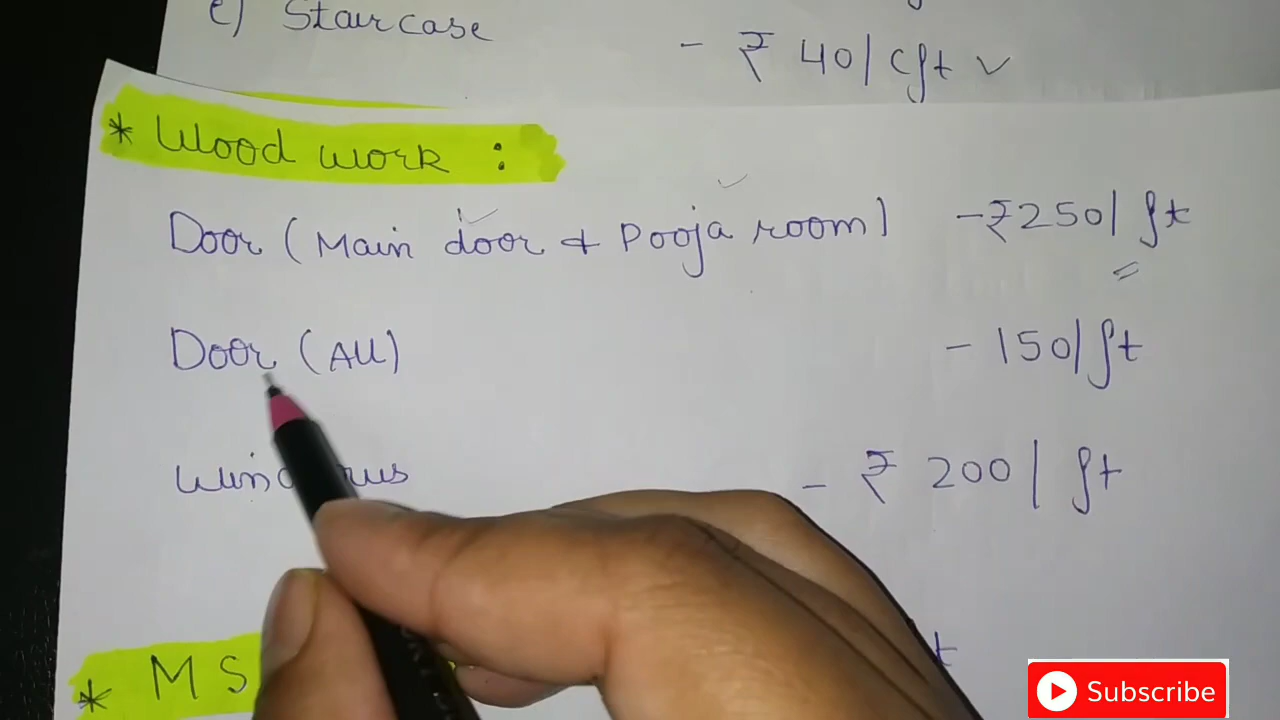 e) Staircase - ₹ 40/cft ✓
* Wood work :
Door (Main door + Pooja room) - ₹250/ft
Door (All) - 150/ft
- ₹ 200/ft
* MS
Subscribe